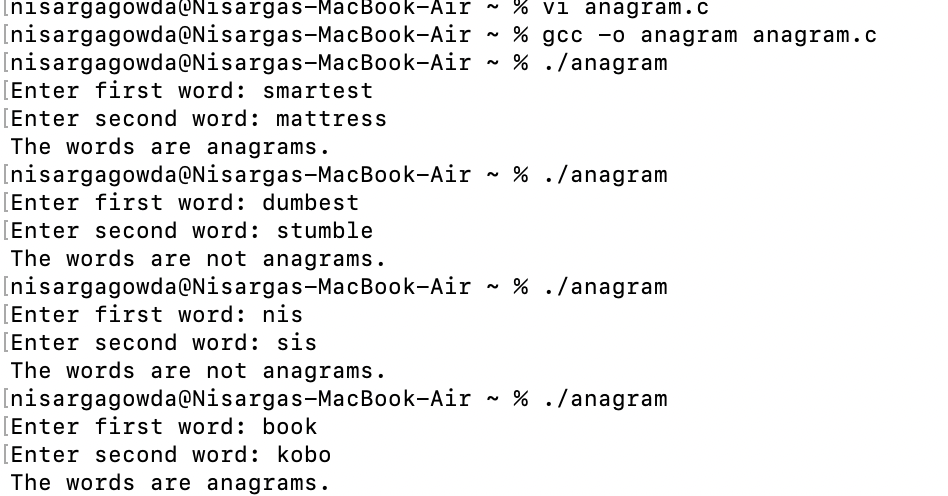 [nisargagowda@Nisargas-MacBook-Air ~ % vi anagram.c
[nisargagowda@Nisargas-MacBook-Air ~ % gcc -o anagram anagram.c
[nisargagowda@Nisargas-MacBook-Air ~ % ./anagram
[Enter first word: smartest
[Enter second word: mattress
The words are anagrams.
[nisargagowda@Nisargas-MacBook-Air ~ % ./anagram
[Enter first word: dumbest
[Enter second word: stumble
The words are not anagrams.
[nisargagowda@Nisargas-MacBook-Air ~ % ./anagram
[Enter first word: nis
[Enter second word: sis
The words are not anagrams.
[nisargagowda@Nisargas-MacBook-Air ~ % ./anagram
[Enter first word: book
[Enter second word: kobo
The words are anagrams.